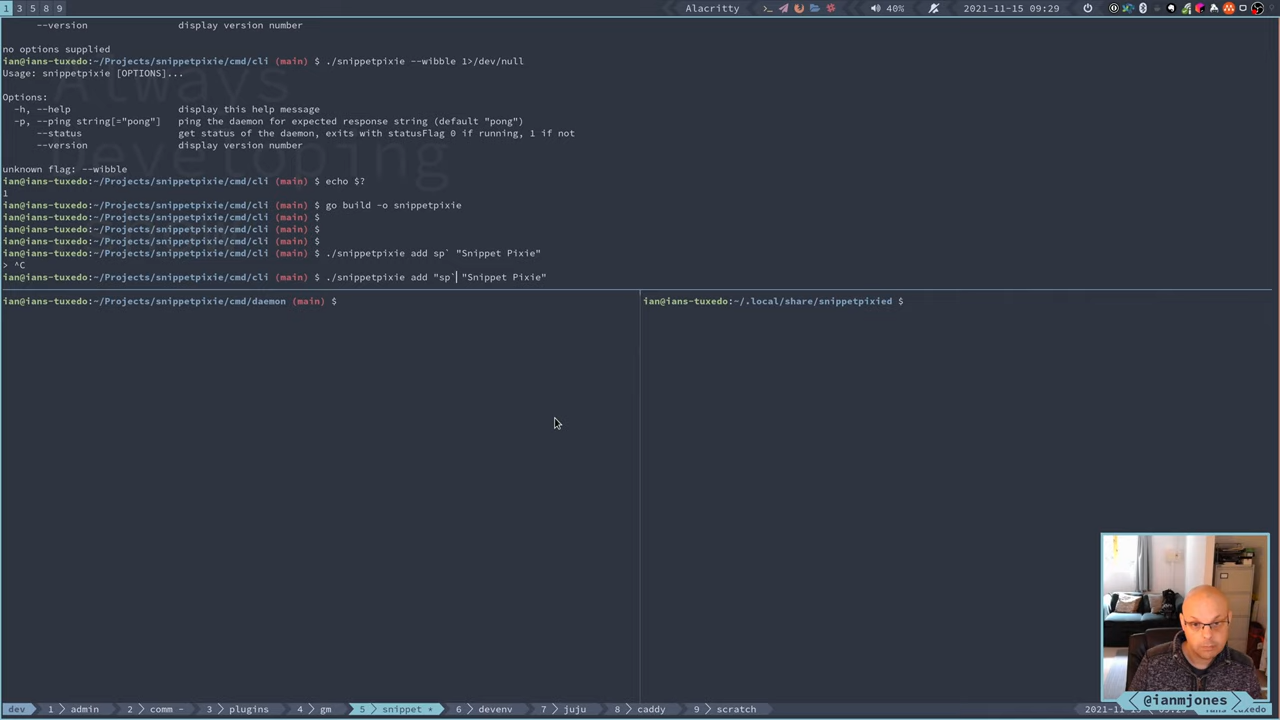 1 3 5 8 9
Alacritty
40%
2021-11-15 09:29
--version display version number
no options supplied
ian@ians-tuxedo:~/Projects/snippetpixie/cmd/cli (main) $ ./snippetpixie --wibble 1>/dev/null
Usage: snippetpixie [OPTIONS]...
Always
Developing
Options:
-h, --help display this help message
-p, --ping string[="pong"] ping the daemon for expected response string (default "pong")
--status get status of the daemon, exits with statusFlag 0 if running, 1 if not
--version display version number
unknown flag: --wibble
ian@ians-tuxedo:~/Projects/snippetpixie/cmd/cli (main) $ echo $?
1
ian@ians-tuxedo:~/Projects/snippetpixie/cmd/cli (main) $ go build -o snippetpixie
ian@ians-tuxedo:~/Projects/snippetpixie/cmd/cli (main) $
ian@ians-tuxedo:~/Projects/snippetpixie/cmd/cli (main) $
ian@ians-tuxedo:~/Projects/snippetpixie/cmd/cli (main) $
ian@ians-tuxedo:~/Projects/snippetpixie/cmd/cli (main) $ ./snippetpixie add sp` "Snippet Pixie"
> ^C
ian@ians-tuxedo:~/Projects/snippetpixie/cmd/cli (main) $ ./snippetpixie add "sp` "Snippet Pixie"
ian@ians-tuxedo:~/Projects/snippetpixie/cmd/daemon (main) $
ian@ians-tuxedo:~/.local/share/snippetpixied $
@ianmjones
dev 1 admin 2 comm - 3 plugins 4 gm 5 snippet * 6 devenv 7 juju 8 caddy 9 scratch